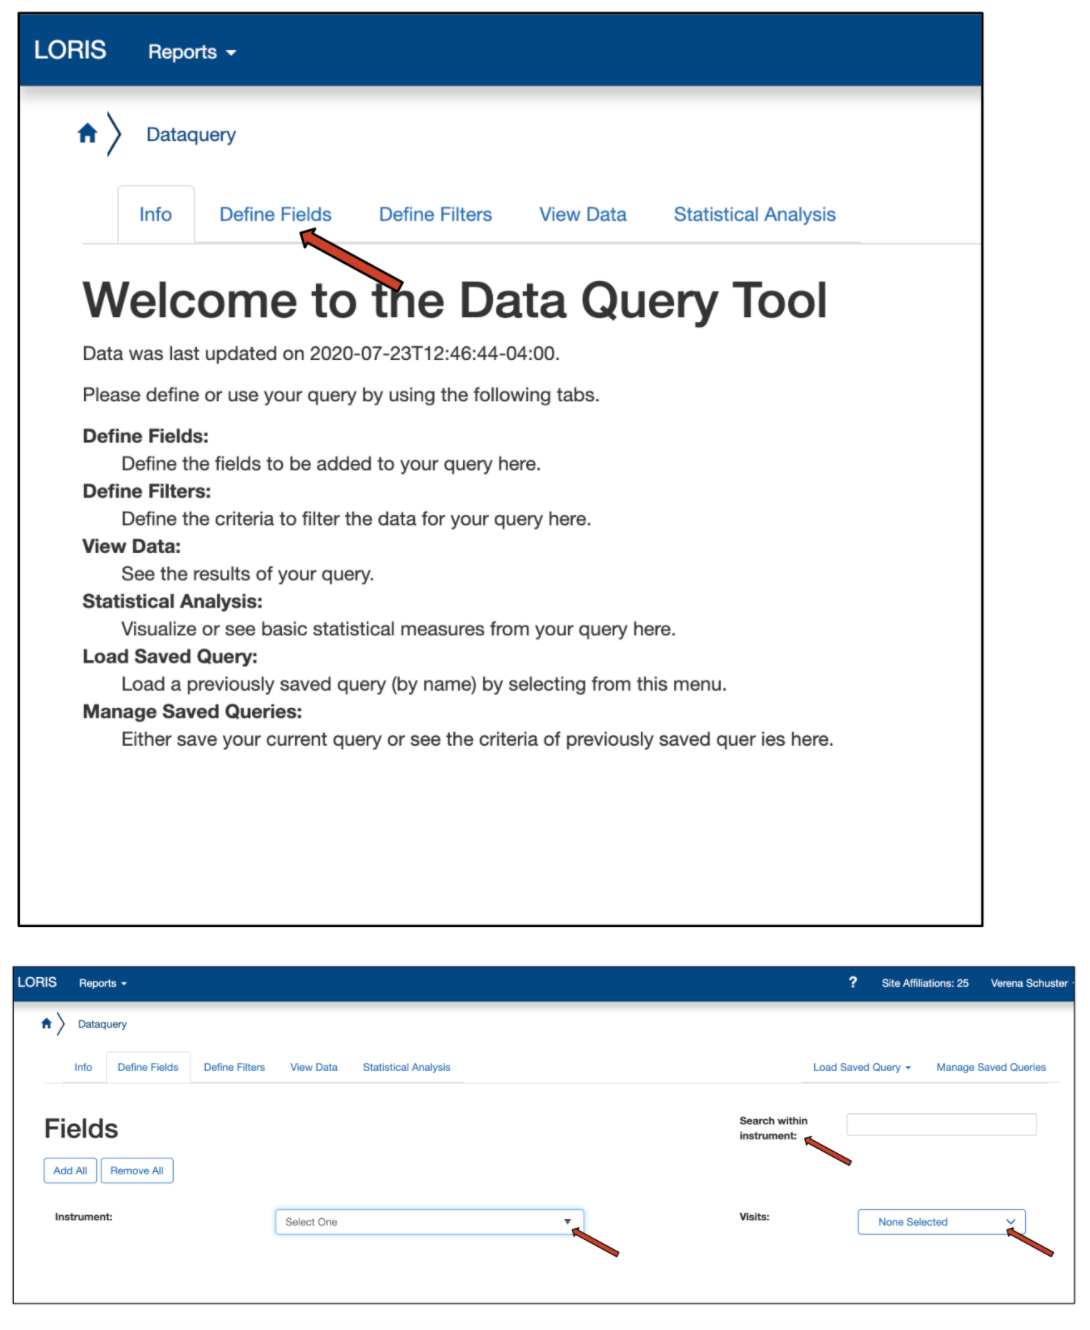 LORIS Reports
Dataquery
Info Define Fields Define Filters View Data Statistical Analysis
Welcome to the Data Query Tool
Data was last updated on 2020-07-23T12:46:44-04:00.
Please define or use your query by using the following tabs.
Define Fields:
Define the fields to be added to your query here.
Define Filters:
Define the criteria to filter the data for your query here.
View Data:
See the results of your query.
Statistical Analysis:
Visualize or see basic statistical measures from your query here.
Load Saved Query:
Load a previously saved query (by name) by selecting from this menu.
Manage Saved Queries:
Either save your current query or see the criteria of previously saved quer ies here.
LORIS Reports ? Site Affiliations: 25 Verena Schuster
Dataquery
Info Define Fields Define Filters View Data Statistical Analysis Load Saved Query Manage Saved Queries
Fields
Search within
instrument:
Add All Remove All
Instrument: Select One Visits: None Selected